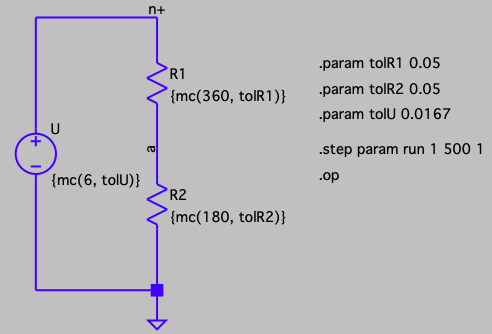 n+
R1
{mc(360, tolR1)}
.param tolR1 0.05
.param tolR2 0.05
.param tolU 0.0167
.step param run 1 500 1
.op
U
{mc(6, tolU)}
a
R2
{mc(180, tolR2)}